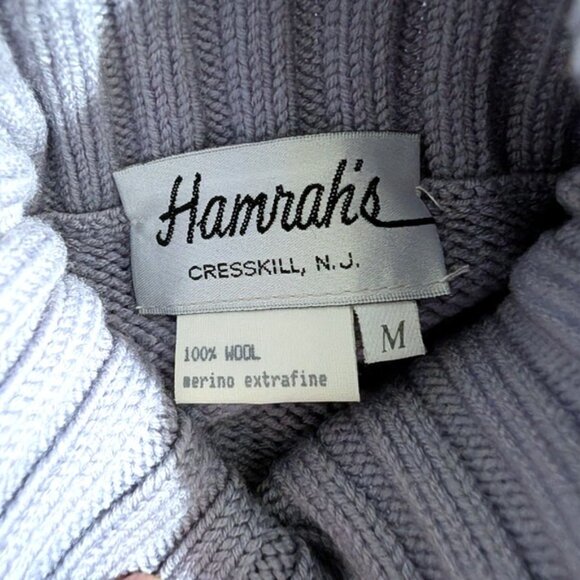 Hamrah's
CRESSKILL, N.J.
100% WOOL
merino extrafine
M